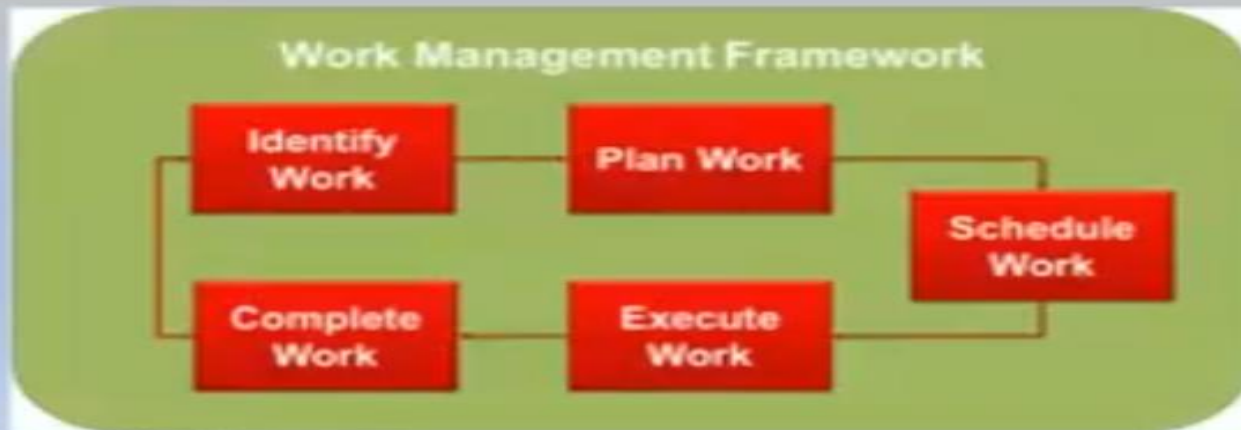 Work Management Framework
Identify
Work
Plan Work
Schedule
Work
Complete
Work
Execute
Work